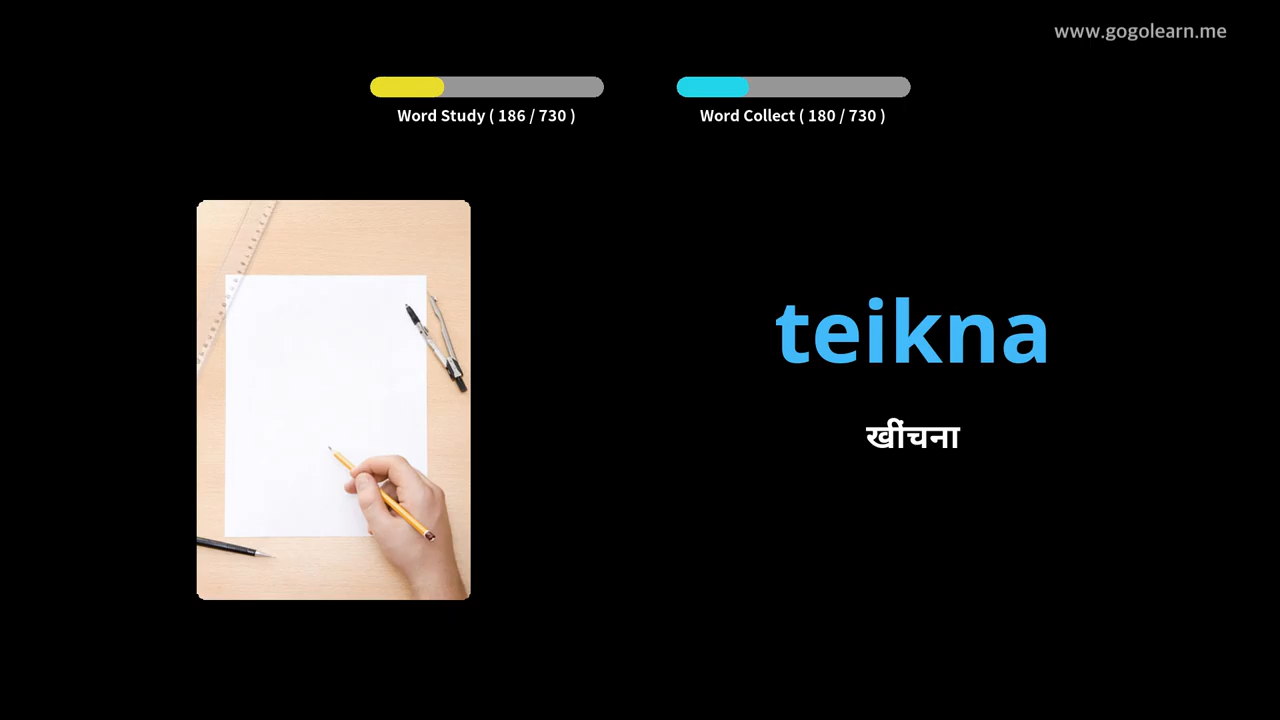 www.gogolearn.me
Word Study ( 186 / 730 )
Word Collect ( 180 / 730 )
teikna
खींचना